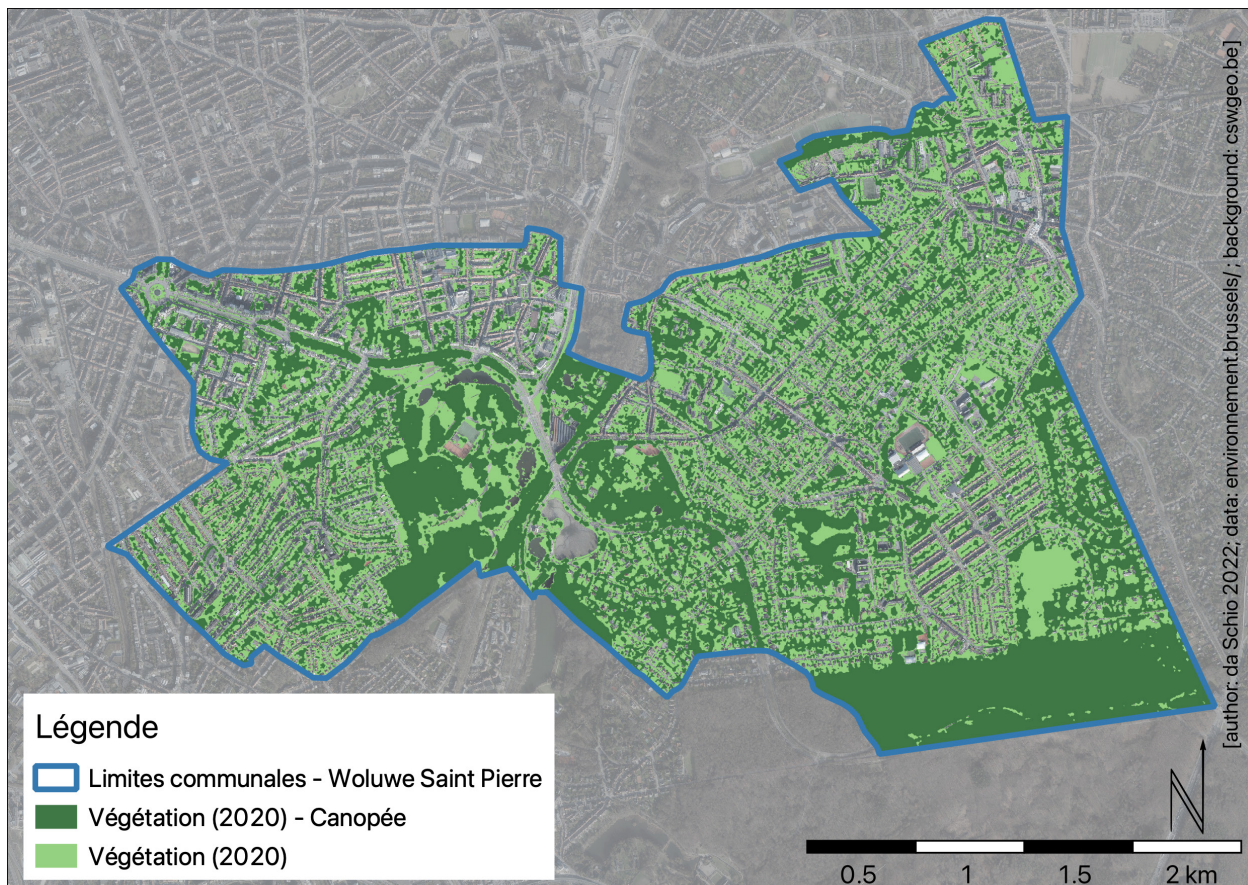 [author: da Schio 2022; data: environnement.brussels/ ; background: cswgeo.be]
Légende
Limites communales - Woluwe Saint Pierre
Végétation (2020) - Canopée
Végétation (2020)
N
0.5 1 1.5 2 km